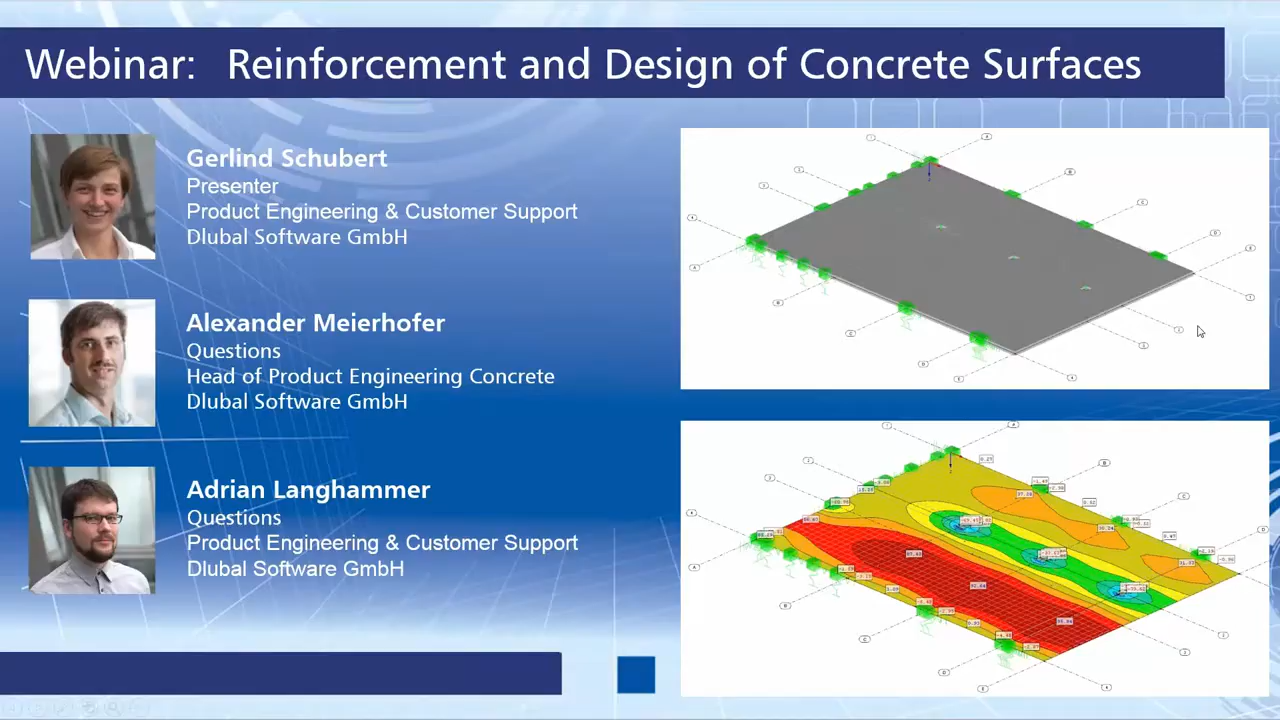 Webinar: Reinforcement and Design of Concrete Surfaces
Gerlind Schubert
Presenter
Product Engineering & Customer Support
Dlubal Software GmbH
Alexander Meierhofer
Questions
Head of Product Engineering Concrete
Dlubal Software GmbH
Adrian Langhammer
Questions
Product Engineering & Customer Support
Dlubal Software GmbH